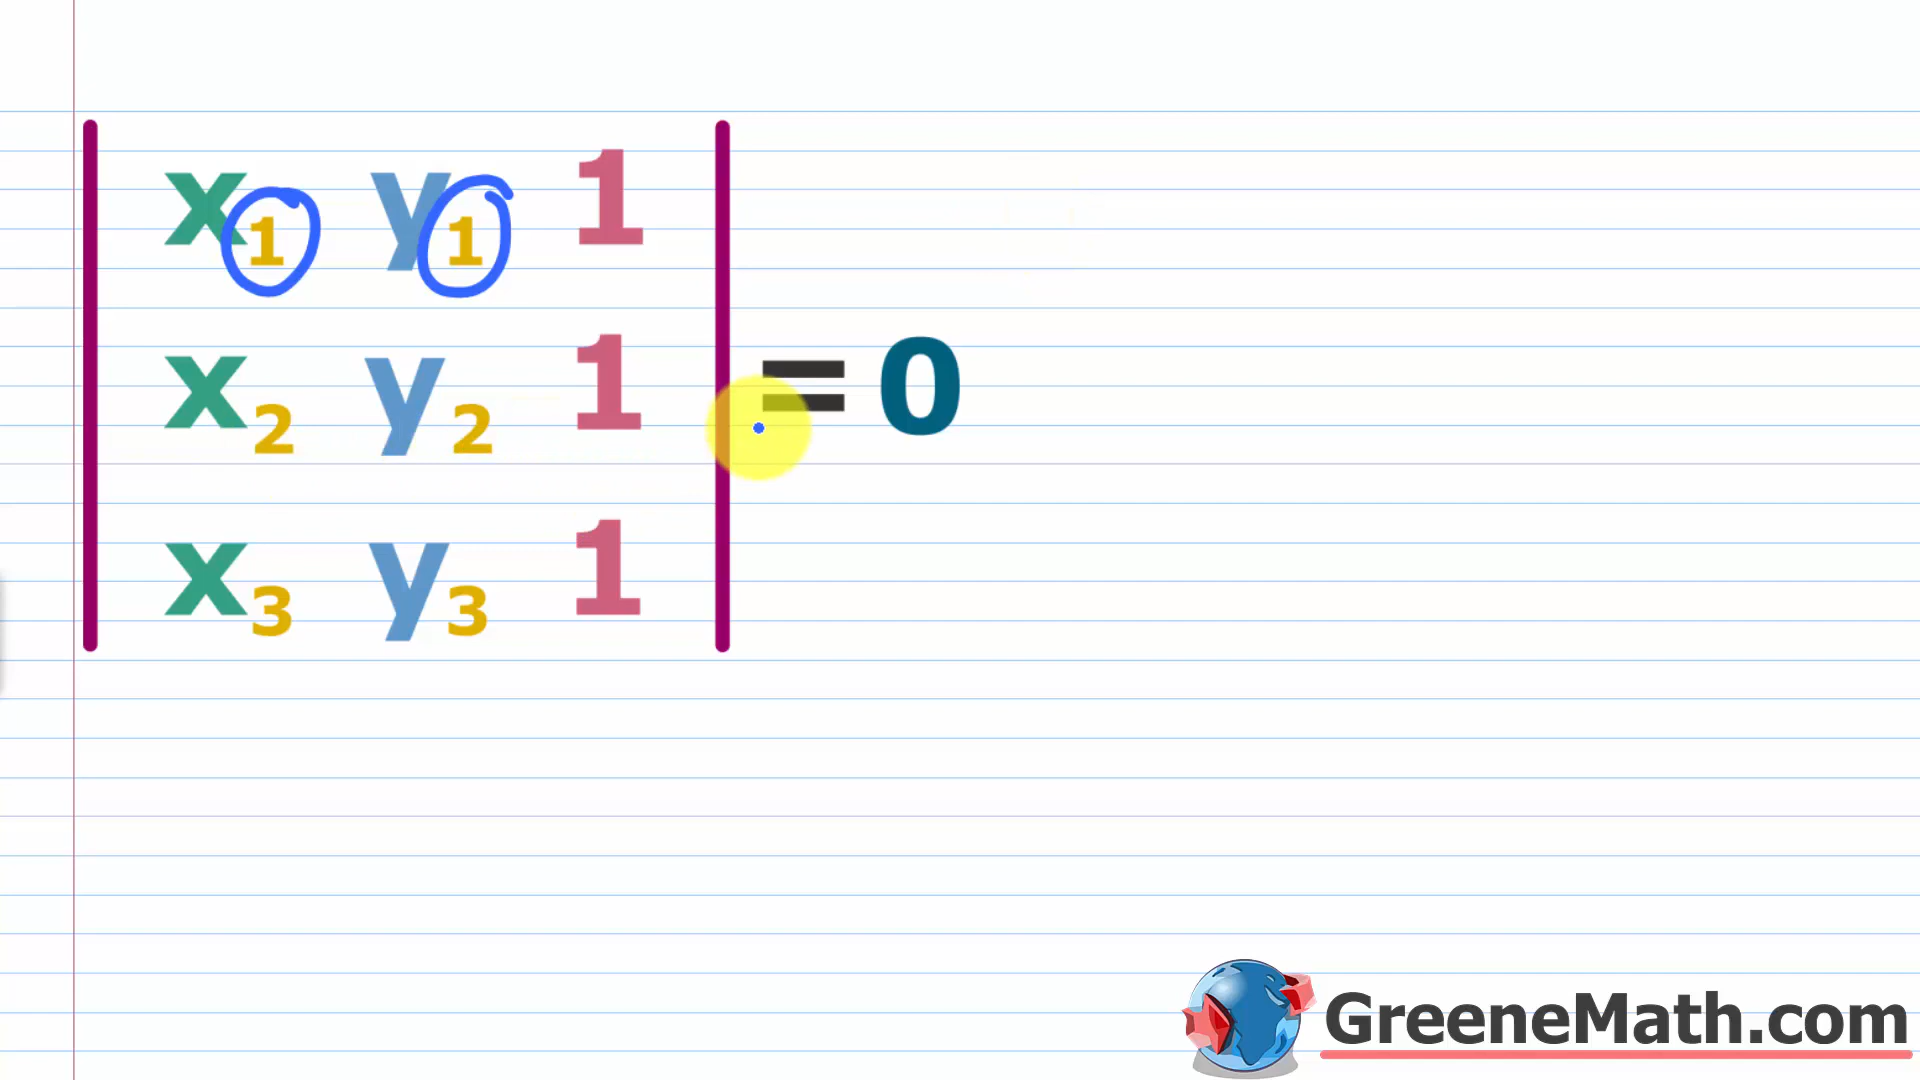 x₁ y₁ 1
x₂ y₂ 1 = 0
x₃ y₃ 1
GreeneMath.com